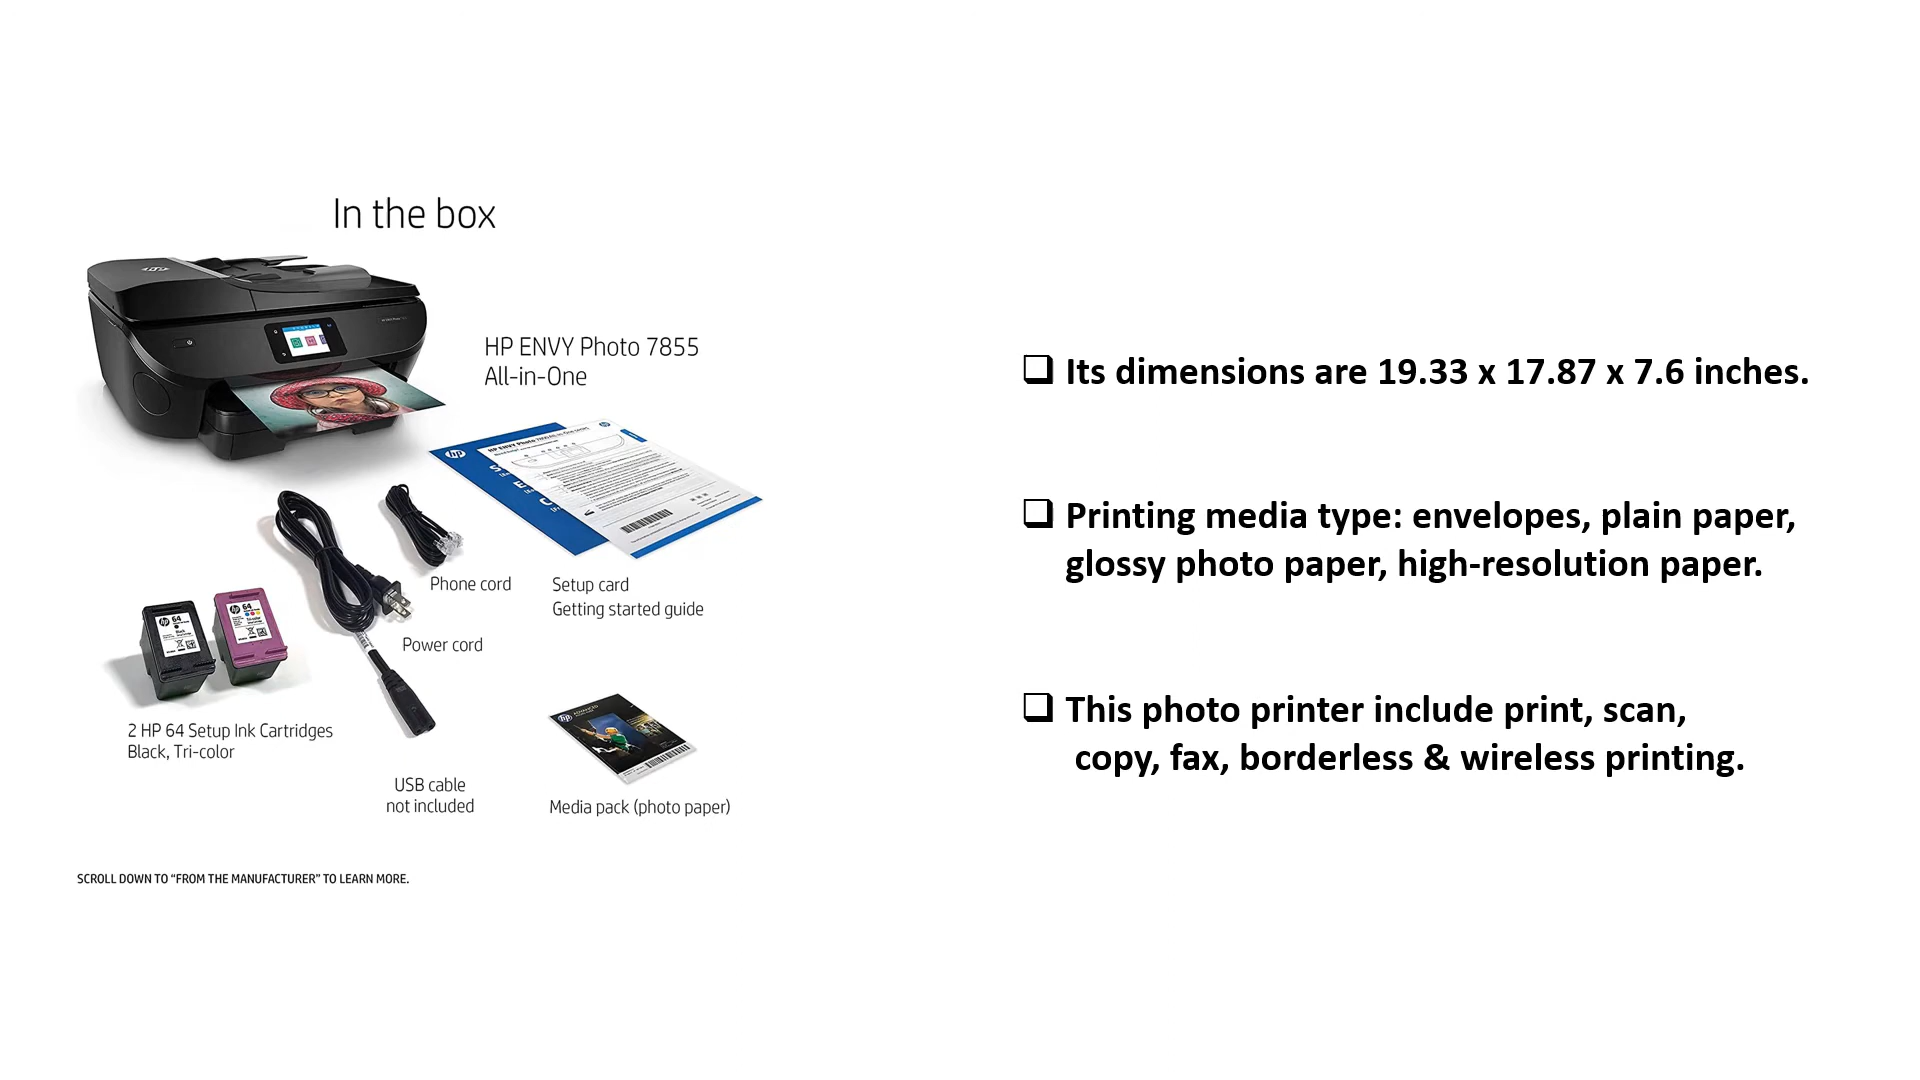 In the box
HP ENVY Photo 7855
All-in-One
Phone cord
Setup card
Getting started guide
Power cord
64
64
2 HP 64 Setup Ink Cartridges
Black, Tri-color
USB cable
not included
Media pack (photo paper)
SCROLL DOWN TO “FROM THE MANUFACTURER” TO LEARN MORE.
Its dimensions are 19.33 x 17.87 x 7.6 inches.
Printing media type: envelopes, plain paper,
glossy photo paper, high-resolution paper.
This photo printer include print, scan,
copy, fax, borderless & wireless printing.